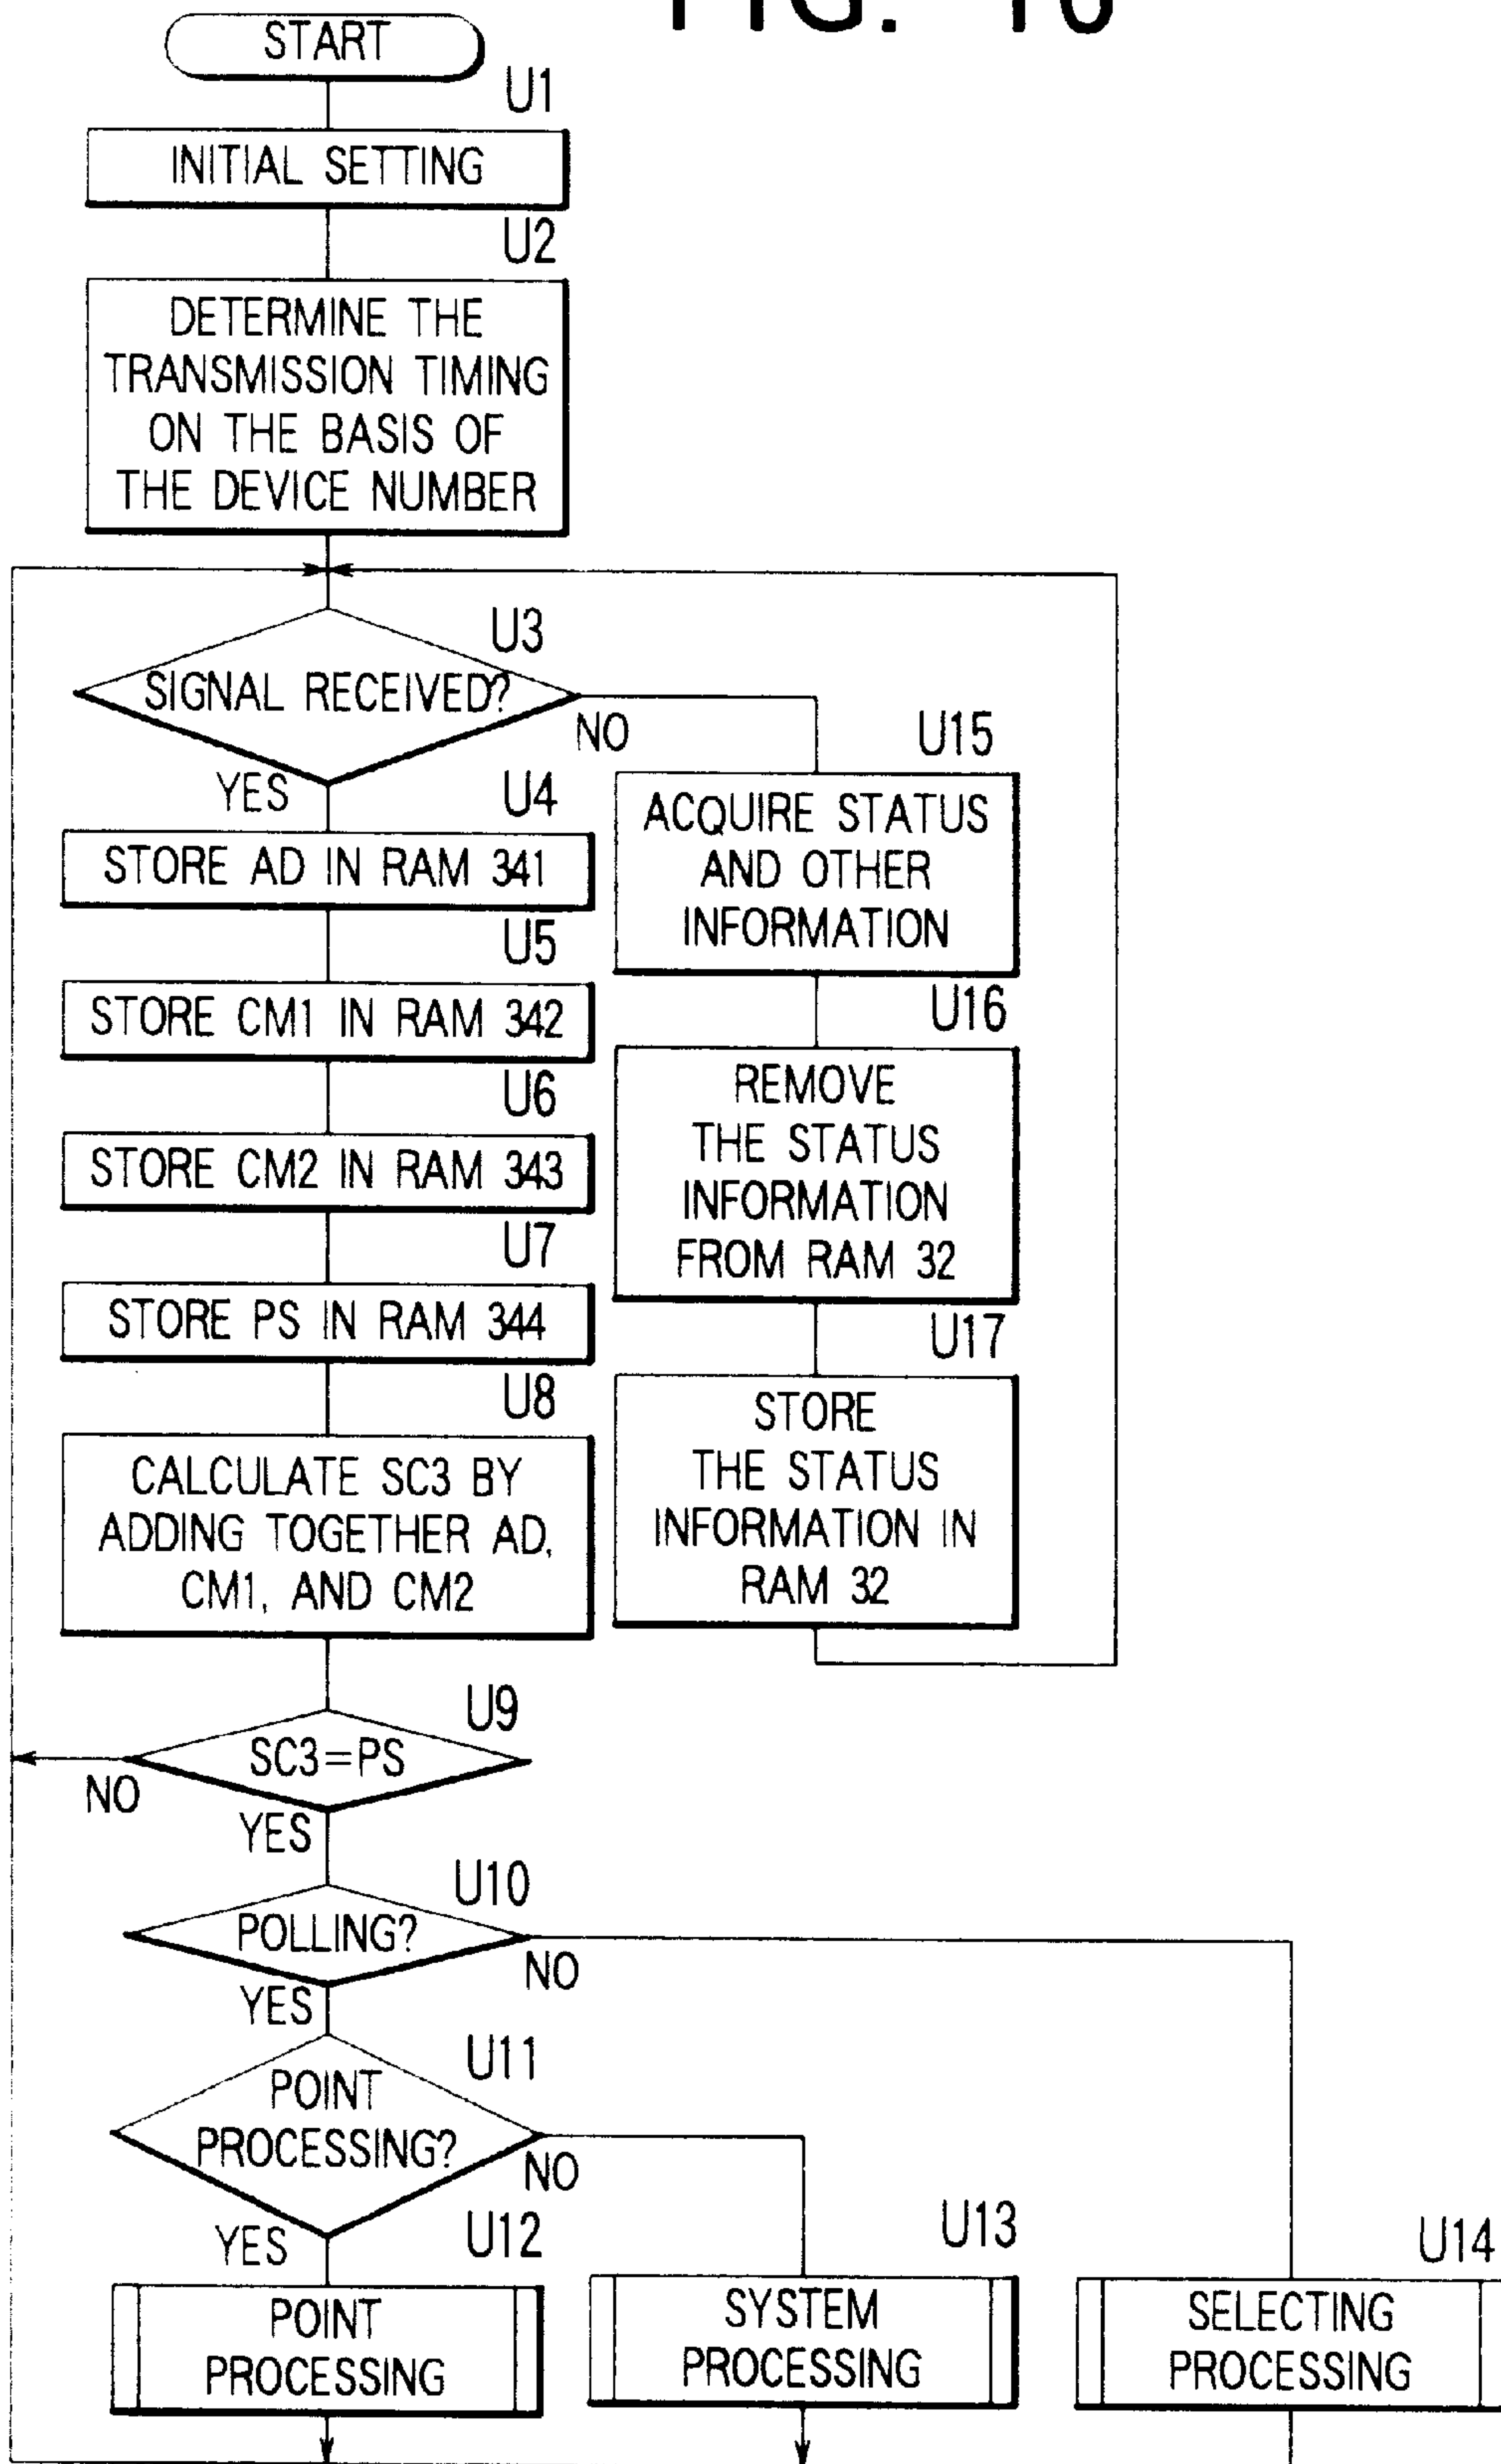 FIG. 16
START
U1
INITIAL SETTING
U2
DETERMINE THE
TRANSMISSION TIMING
ON THE BASIS OF
THE DEVICE NUMBER
U3
SIGNAL RECEIVED?
NO
YES
U4
STORE AD IN RAM 341
U5
STORE CM1 IN RAM 342
U6
STORE CM2 IN RAM 343
U7
STORE PS IN RAM 344
U8
CALCULATE SC3 BY
ADDING TOGETHER AD,
CM1, AND CM2
U15
ACQUIRE STATUS
AND OTHER
INFORMATION
U16
REMOVE
THE STATUS
INFORMATION
FROM RAM 32
U17
STORE
THE STATUS
INFORMATION IN
RAM 32
U9
SC3=PS
NO
YES
U10
POLLING?
NO
YES
U11
POINT
PROCESSING?
NO
YES
U12
POINT
PROCESSING
U13
SYSTEM
PROCESSING
U14
SELECTING
PROCESSING